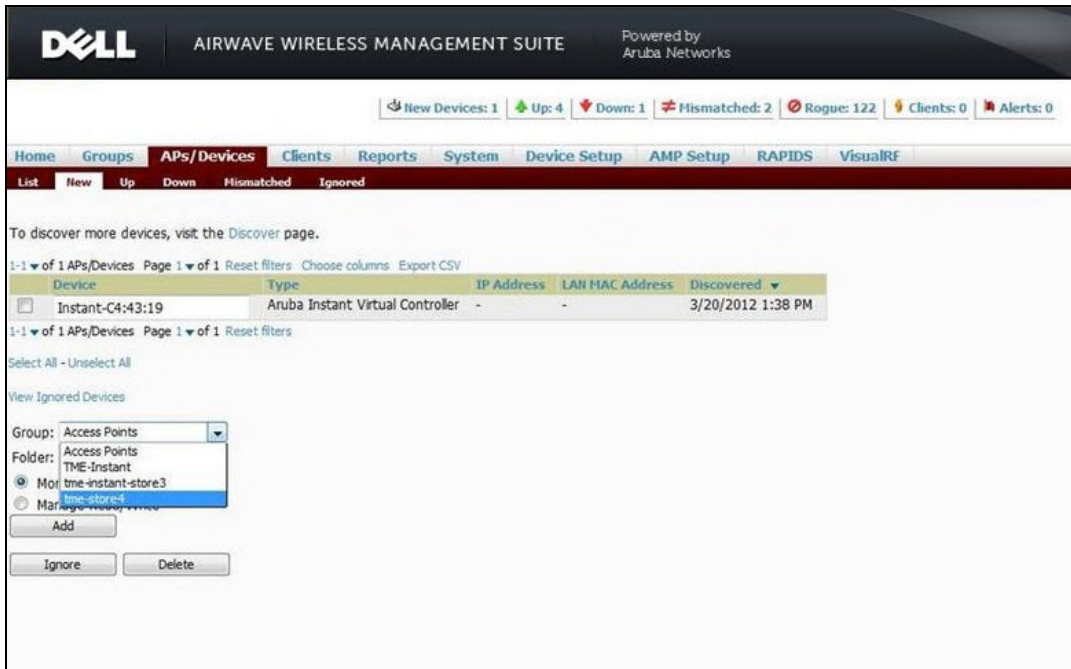 DELL AIRWAVE WIRELESS MANAGEMENT SUITE Powered by
Aruba Networks
New Devices: 1 Up: 4 Down: 1 Mismatched: 2 Rogue: 122 Clients: 0 Alerts: 0
Home Groups APs/Devices Clients Reports System Device Setup AMP Setup RAPIDS VisualRF
List New Up Down Mismatched Ignored
To discover more devices, visit the Discover page.
1-1 of 1 APs/Devices Page 1 of 1 Reset filters Choose columns Export CSV
Device Type IP Address LAN MAC Address Discovered
Instant-C4:43:19 Aruba Instant Virtual Controller - - 3/20/2012 1:38 PM
1-1 of 1 APs/Devices Page 1 of 1 Reset filters
Select All - Unselect All
View Ignored Devices
Group: Access Points
Folder: Access Points
TME-Instant
tme-instant-store3
tme-store4
Add
Ignore Delete